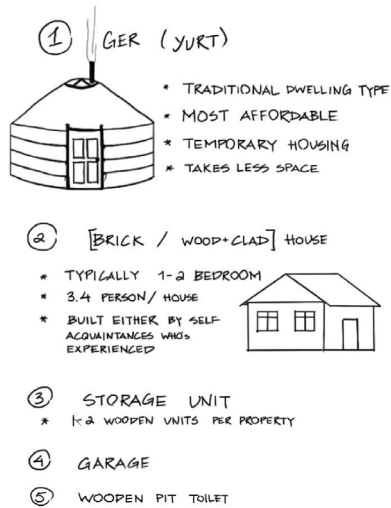 1 GER (YURT)
* TRADITIONAL DWELLING TYPE
* MOST AFFORDABLE
* TEMPORARY HOUSING
* TAKES LESS SPACE
2 [BRICK / WOOD+CLAD] HOUSE
* TYPICALLY 1-2 BEDROOM
* 3.4 PERSON/ HOUSE
* BUILT EITHER BY SELF
ACQUAINTANCES WHO'S
EXPERIENCED
3 STORAGE UNIT
* 1-2 WOODEN UNITS PER PROPERTY
4 GARAGE
5 WOODEN PIT TOILET